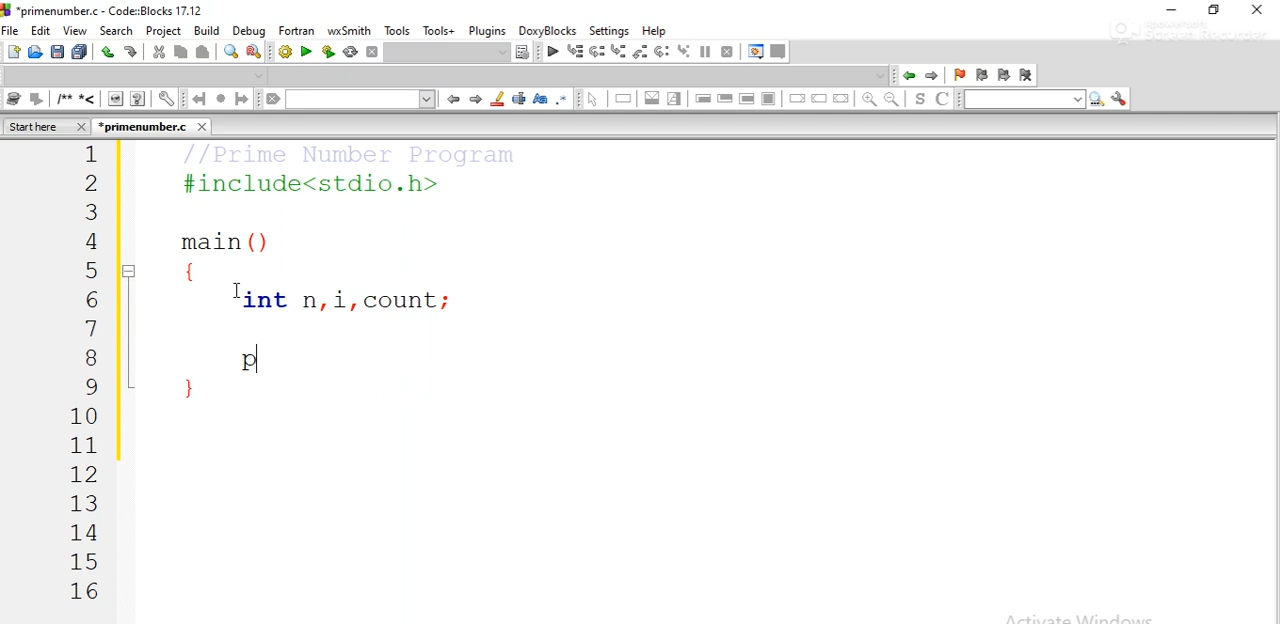 *primenumber.c - Code::Blocks 17.12
File Edit View Search Project Build Debug Fortran wxSmith Tools Tools+ Plugins DoxyBlocks Settings Help
Screen Recorder
/** *<
S C
Start here *primenumber.c
1 //Prime Number Program
2 #include<stdio.h>
3
4 main()
5 {
6 int n,i,count;
7
8 p
9 }
10
11
12
13
14
15
16
Activate Windows